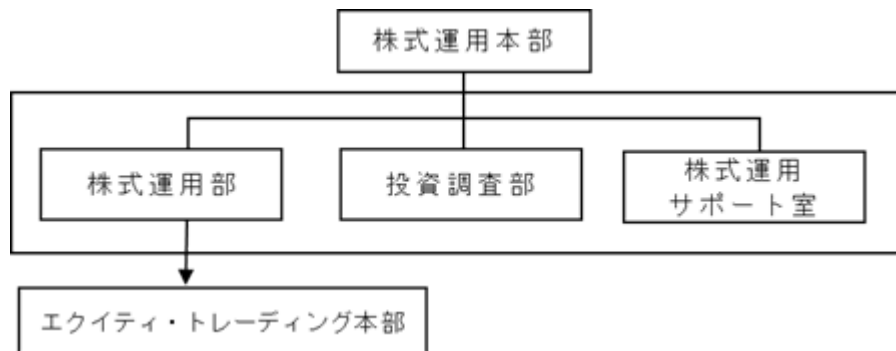 株式運用本部
株式運用部
投資調査部
株式運用
サポート室
エクイティ・トレーディング本部